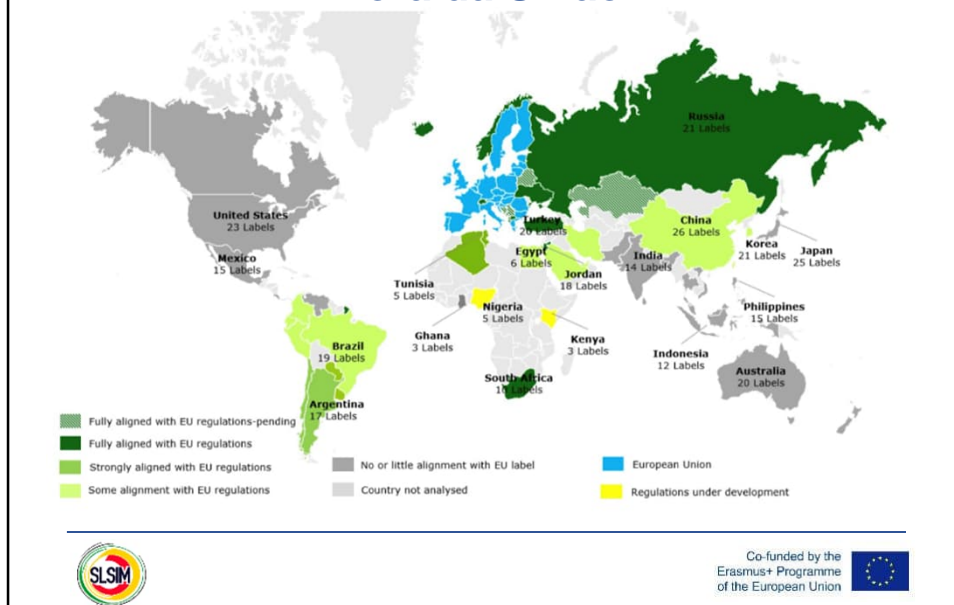 Russia
21 Labels
United States
23 Labels
Mexico
15 Labels
Turkey
20 Labels
China
26 Labels
Egypt
6 Labels
India
14 Labels
Korea
21 Labels
Japan
25 Labels
Jordan
18 Labels
Tunisia
5 Labels
Nigeria
5 Labels
Ghana
3 Labels
Kenya
3 Labels
Philippines
15 Labels
Brazil
19 Labels
Indonesia
12 Labels
South Africa
Labels
Australia
20 Labels
Argentina
17 Labels
Fully aligned with EU regulations-pending
Fully aligned with EU regulations
Strongly aligned with EU regulations
Some alignment with EU regulations
No or little alignment with EU label
Country not analysed
European Union
Regulations under development
SLSIM
Co-funded by the
Erasmus+ Programme
of the European Union